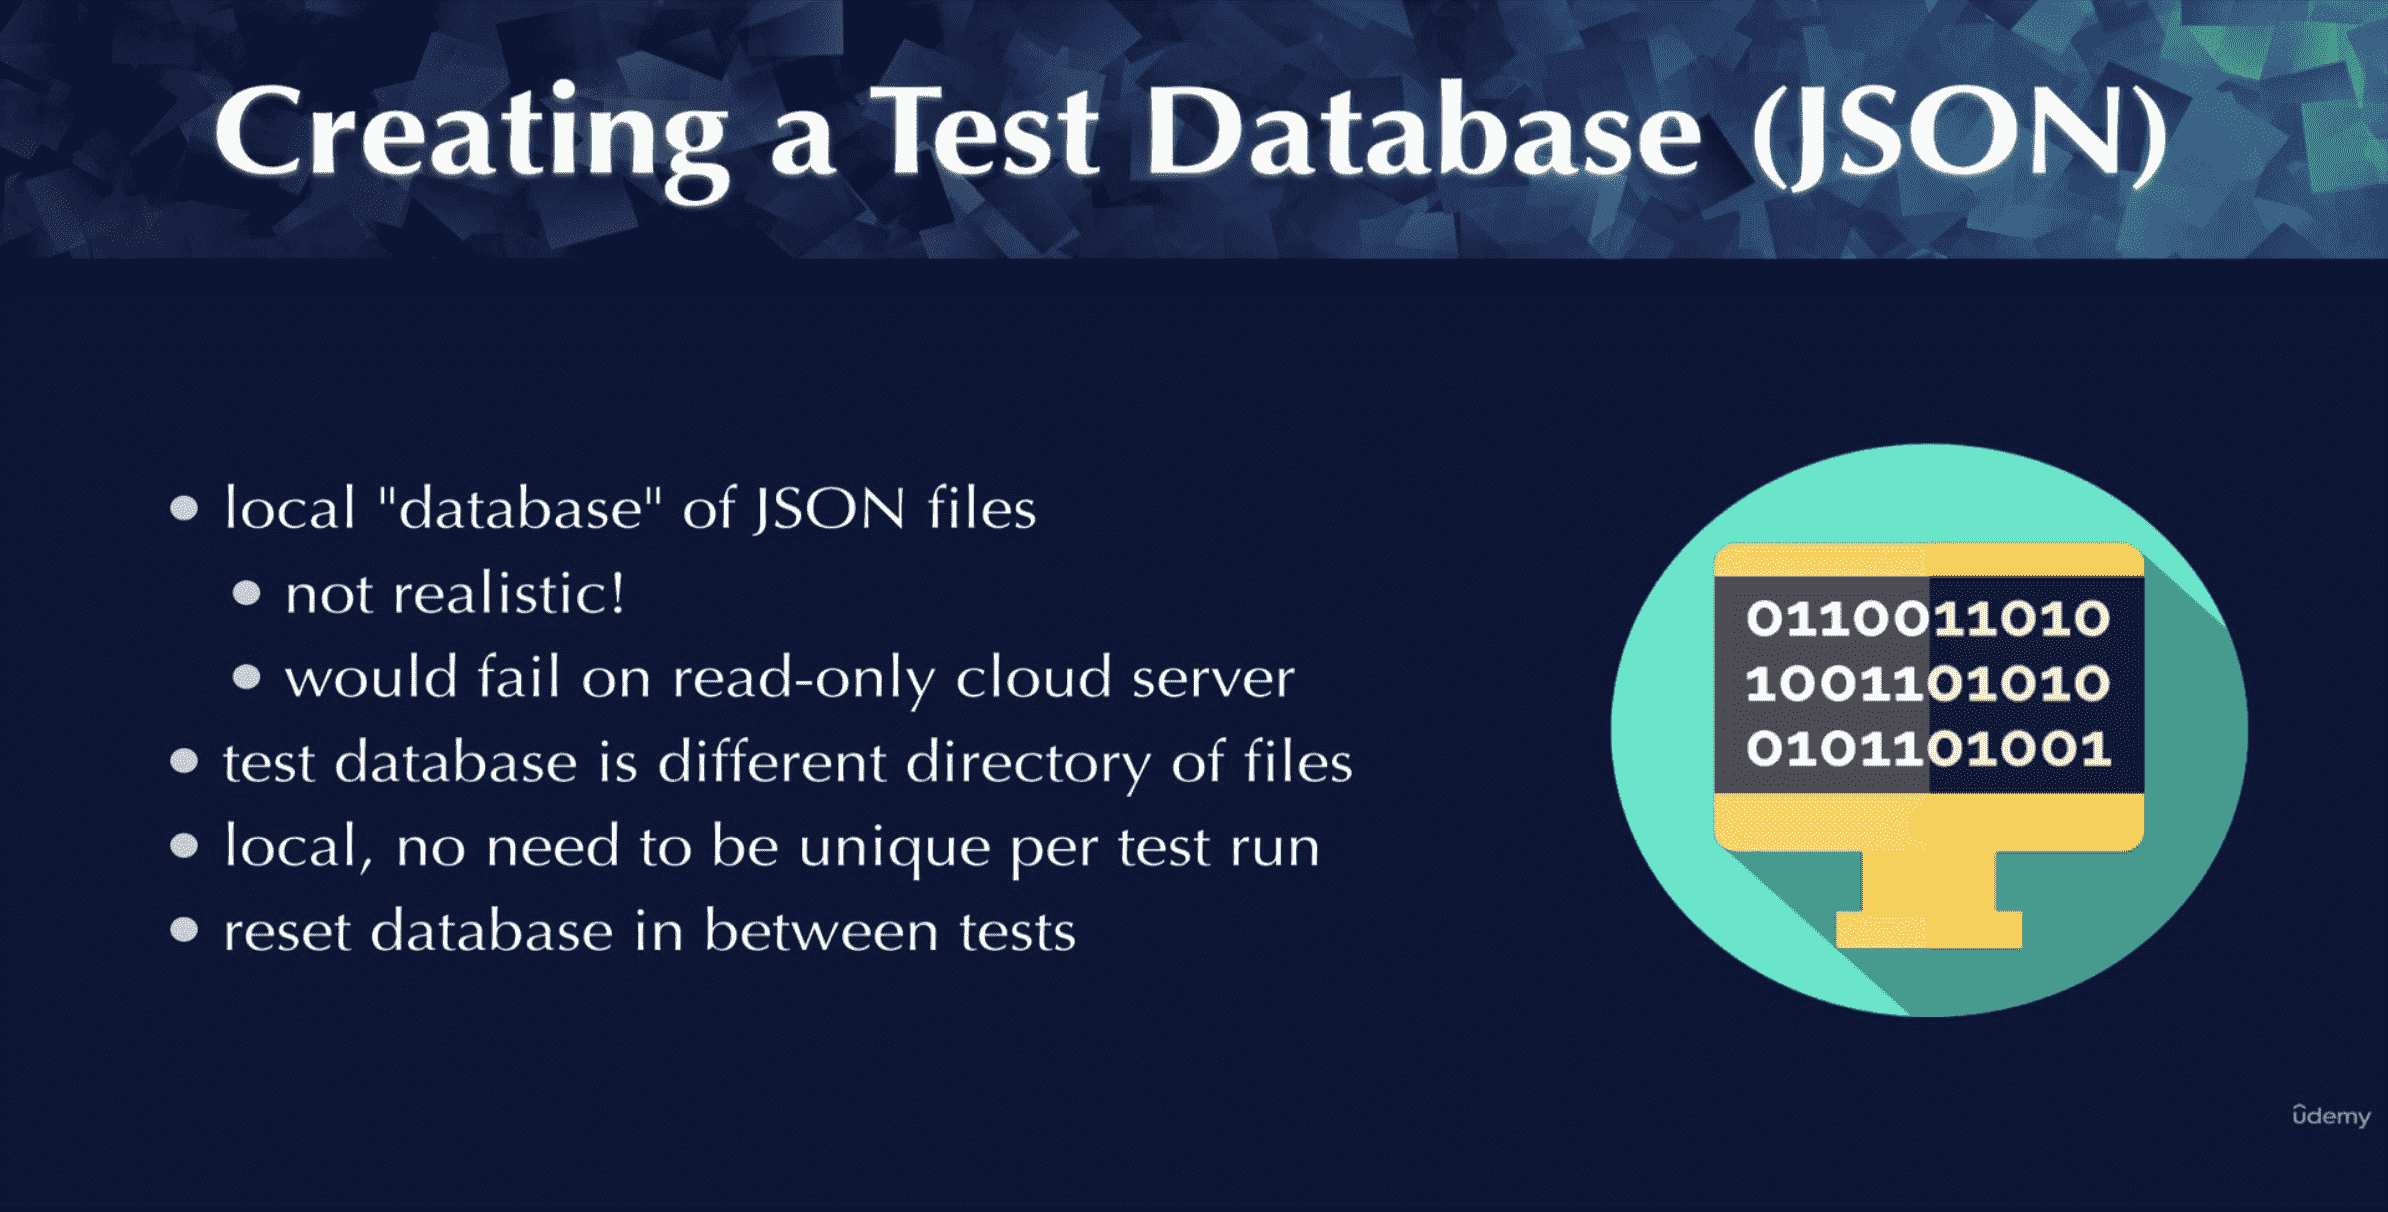 Creating a Test Database (JSON)
local "database" of JSON files
not realistic!
would fail on read-only cloud server
test database is different directory of files
local, no need to be unique per test run
reset database in between tests
0110011010
1001101010
0101101001
ûdemy